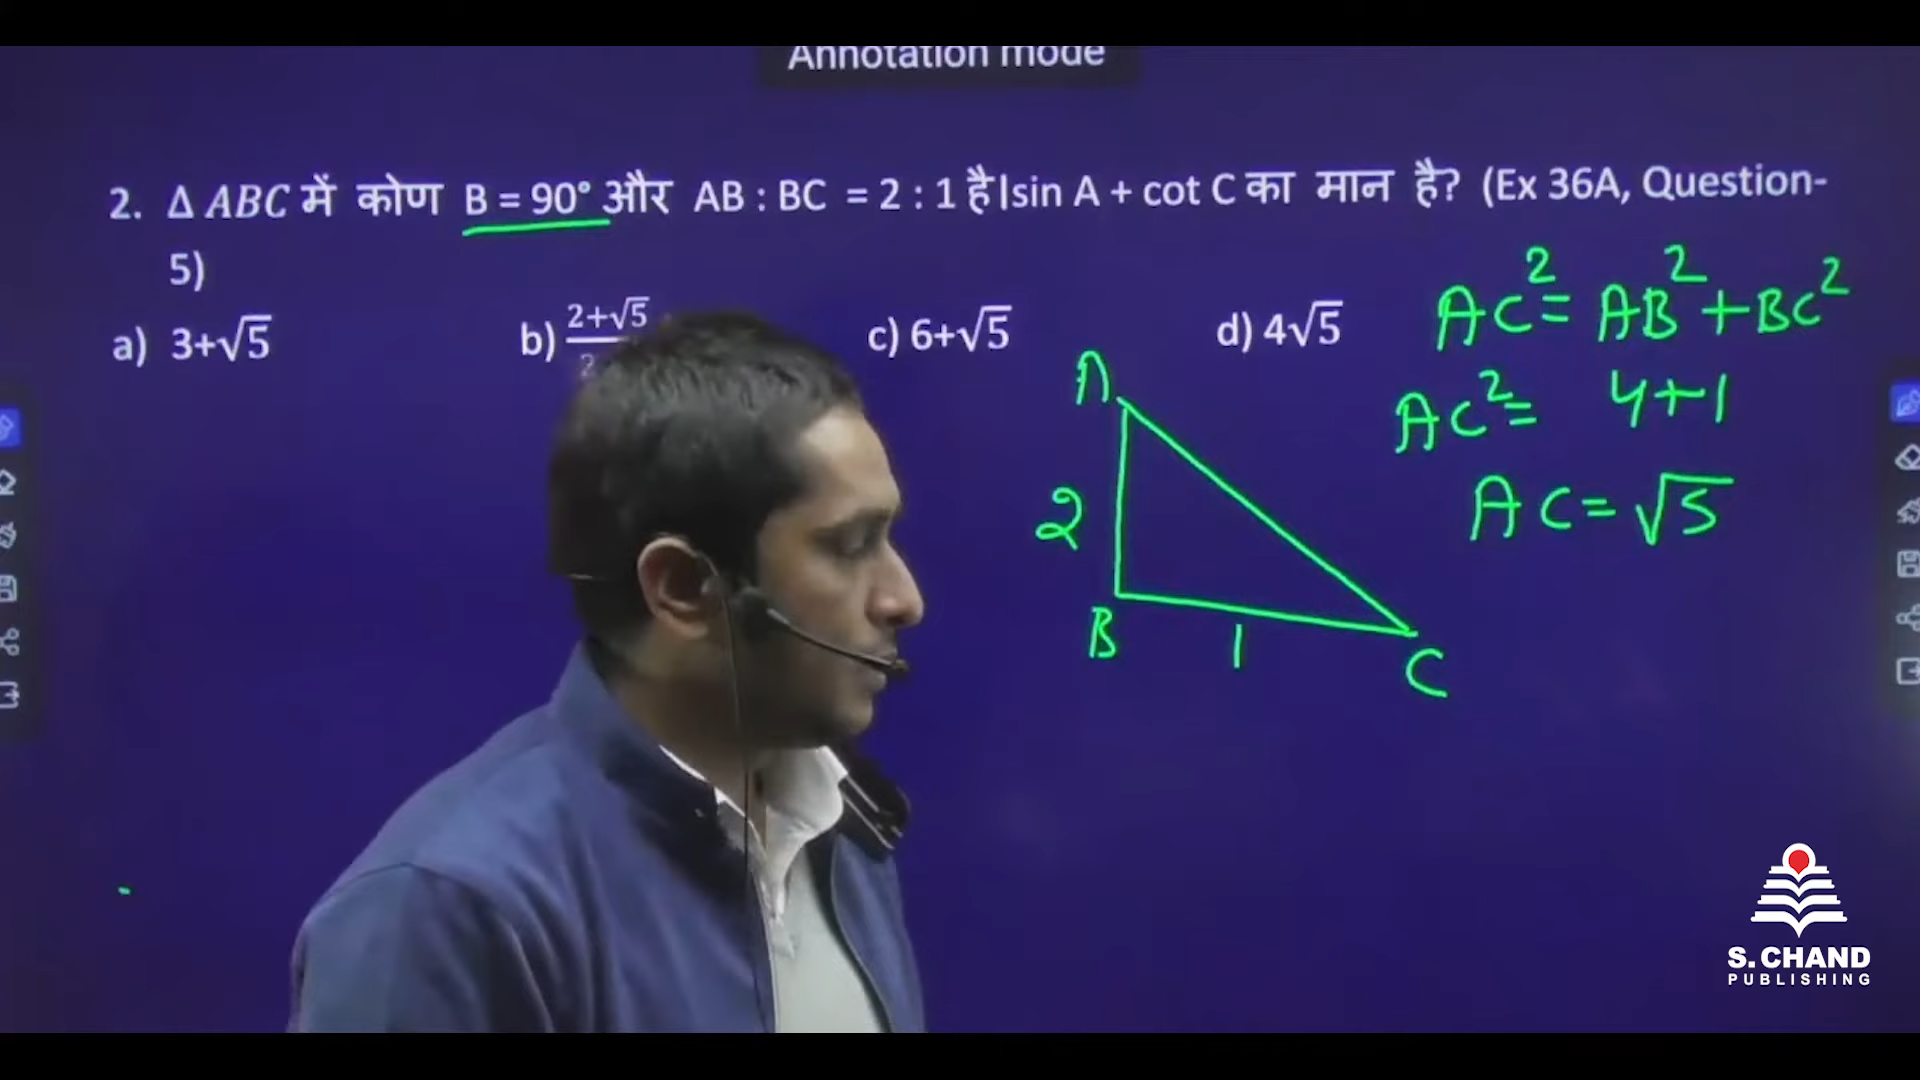 Annotation mode
2. Δ ABC में कोण B = 90° और AB : BC = 2 : 1 है।sin A + cot C का मान है? (Ex 36A, Question-
5)
a) 3+√5 b) 2+√5 c) 6+√5 d) 4√5
2
AC² = AB² + BC²
AC² = 4+1
AC = √5
A
2
B
1
C
S. CHAND
PUBLISHING